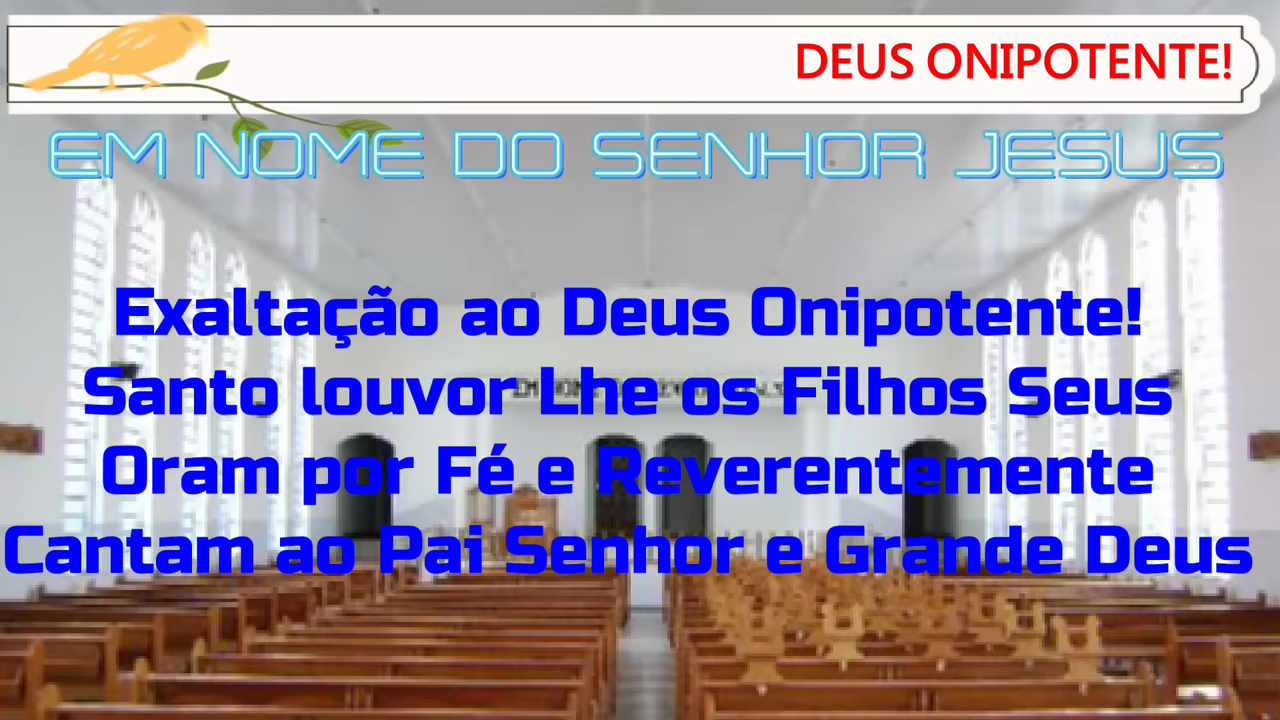 DEUS ONIPOTENTE!
EM NOME DO SENHOR JESUS
Exaltação ao Deus Onipotente!
Santo louvor Lhe os Filhos Seus
Oram por Fé e Reverentemente
Cantam ao Pai Senhor e Grande Deus